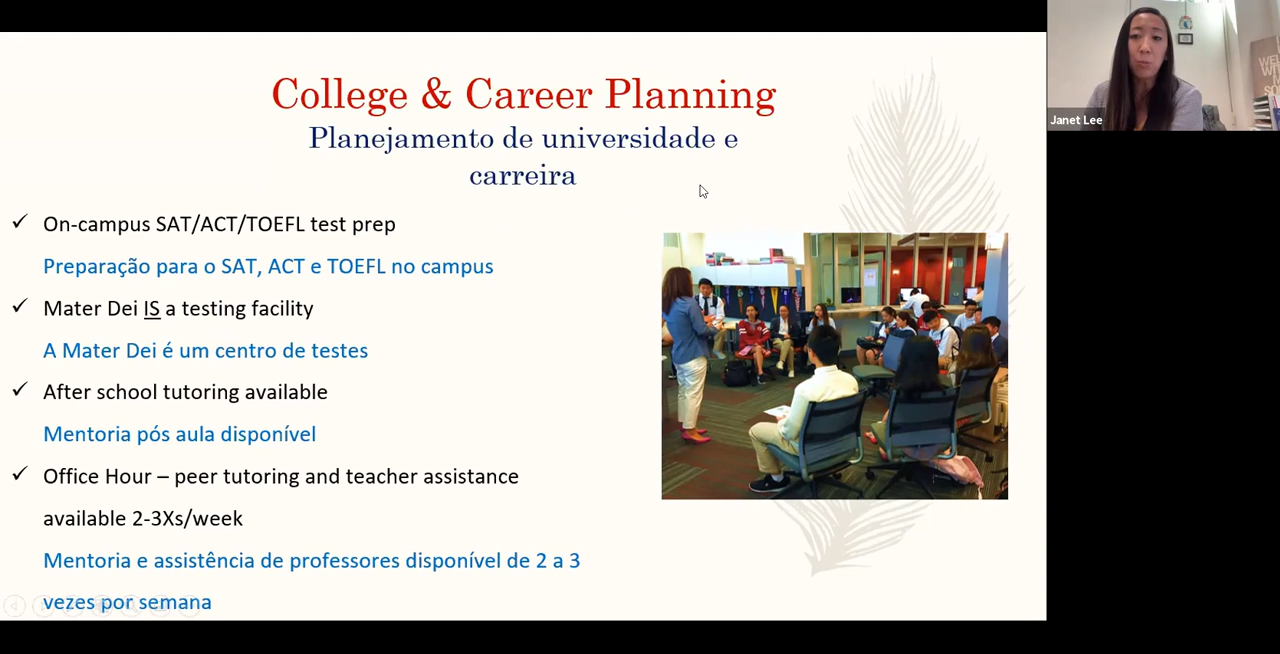 College & Career Planning
Planejamento de universidade e
carreira
On-campus SAT/ACT/TOEFL test prep
Preparação para o SAT, ACT e TOEFL no campus
Mater Dei IS a testing facility
A Mater Dei é um centro de testes
After school tutoring available
Mentoria pós aula disponível
Office Hour – peer tutoring and teacher assistance
available 2-3Xs/week
Mentoria e assistência de professores disponível de 2 a 3
vezes por semana
Janet Lee